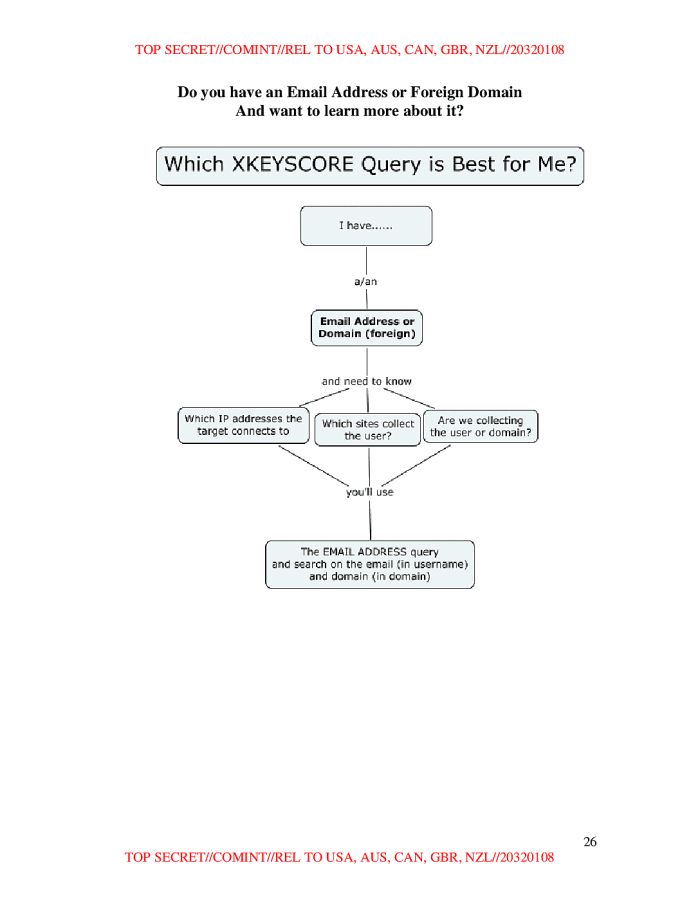 TOP SECRET//COMINT//REL TO USA, AUS, CAN, GBR, NZL//20320108
Do you have an Email Address or Foreign Domain
And want to learn more about it?
Which XKEYSCORE Query is Best for Me?
I have......
a/an
Email Address or
Domain (foreign)
and need to know
Which IP addresses the
target connects to
Which sites collect
the user?
Are we collecting
the user or domain?
you'll use
The EMAIL ADDRESS query
and search on the email (in username)
and domain (in domain)
26
TOP SECRET//COMINT//REL TO USA, AUS, CAN, GBR, NZL//20320108